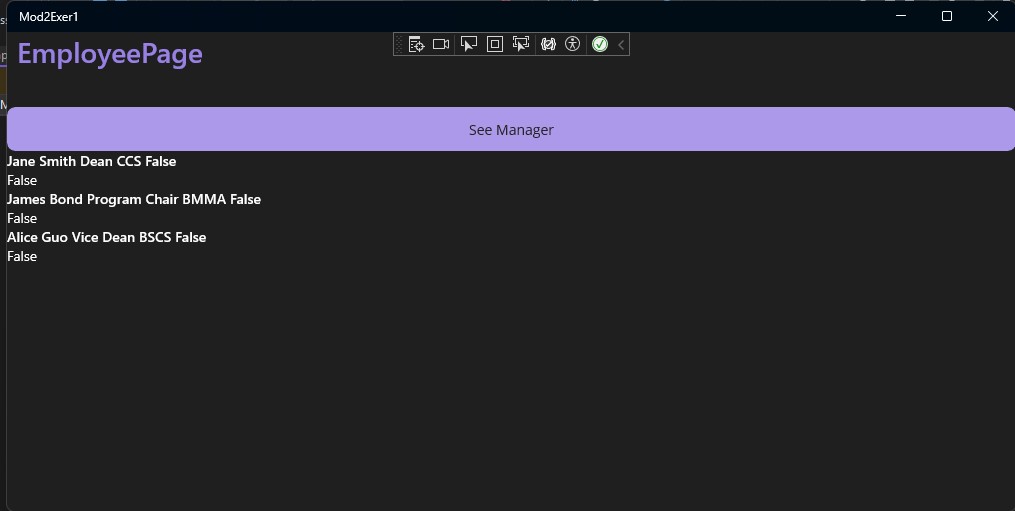 Mod2Exer1
EmployeePage
See Manager
Jane Smith Dean CCS False
False
James Bond Program Chair BMMA False
False
Alice Guo Vice Dean BSCS False
False